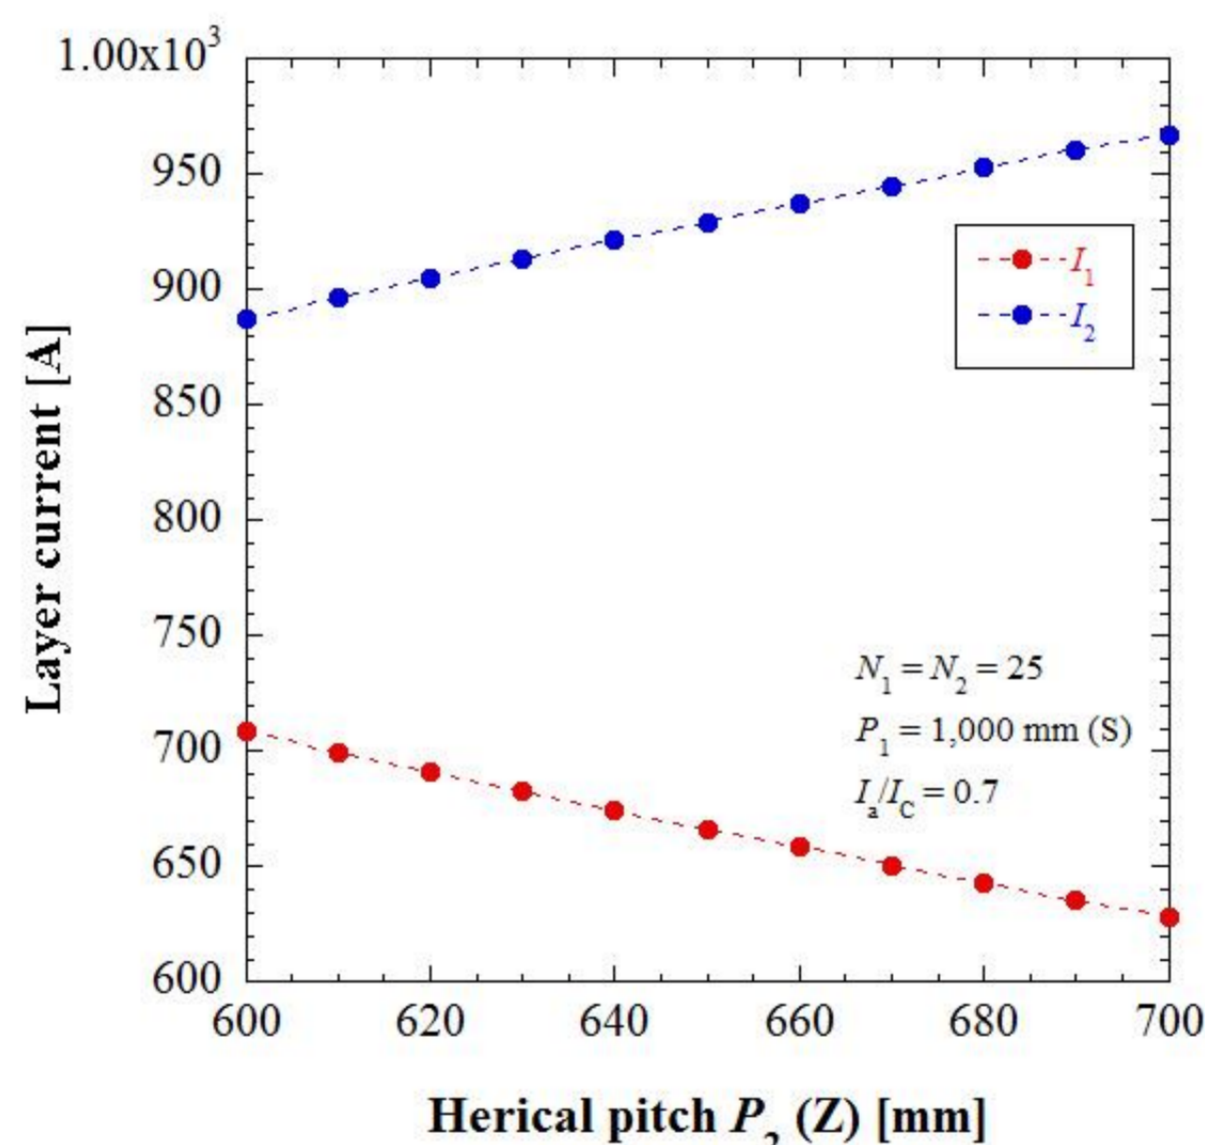 1.00x10³
950
900
850
800
750
700
650
600
Layer current [A]
I₁
I₂
N₁ = N₂ = 25
P₁ = 1,000 mm (S)
Iₐ/I_C = 0.7
600 620 640 660 680 700
Herical pitch P₂ (Z) [mm]